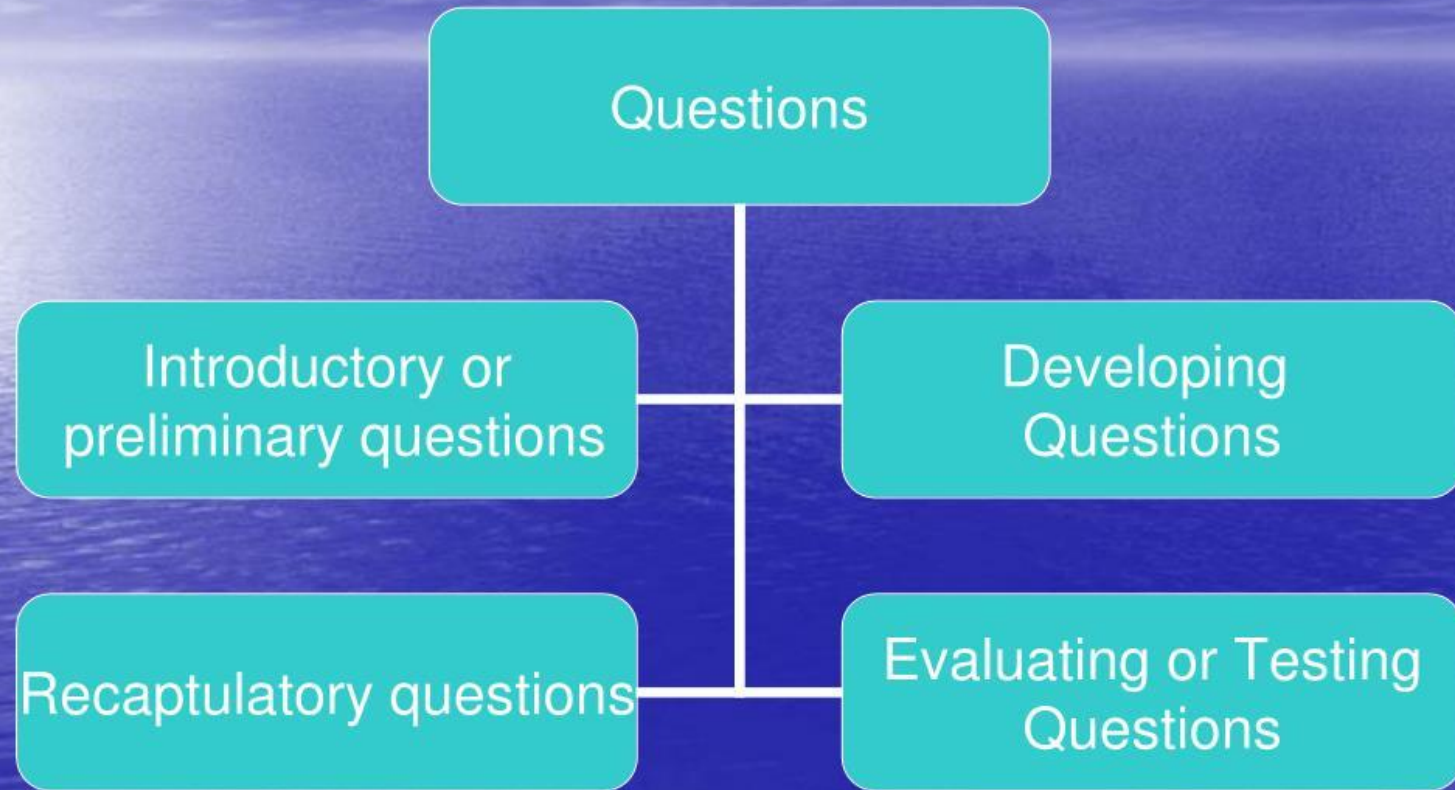 Questions
Introductory or
preliminary questions
Developing
Questions
Recaptulatory questions
Evaluating or Testing
Questions